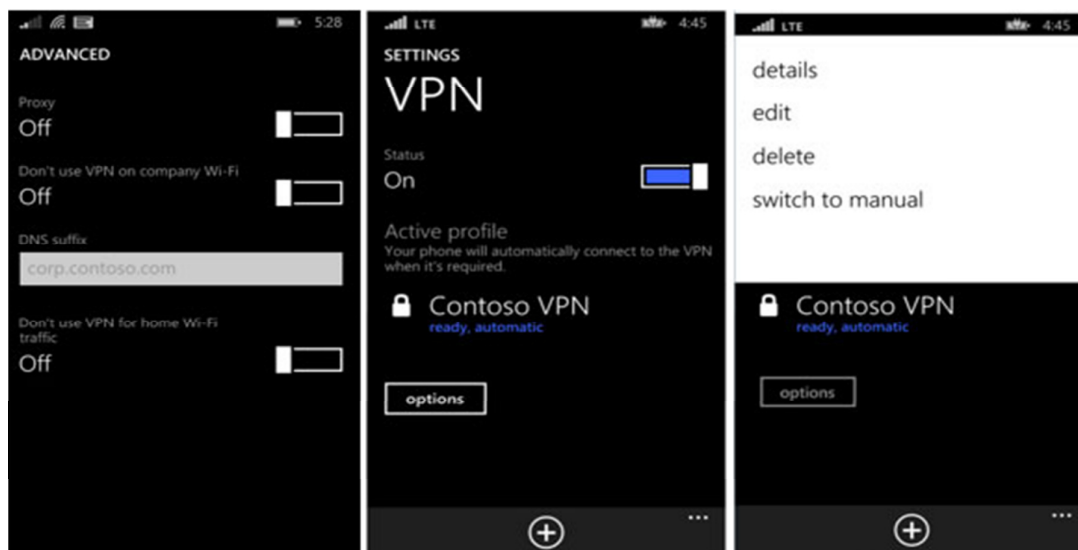 5:28
ADVANCED
Proxy
Off
Don't use VPN on company Wi-Fi
Off
DNS suffix
corp.contoso.com
Don't use VPN for home Wi-Fi
traffic
Off
LTE 4:45
SETTINGS
VPN
Status
On
Active profile
Your phone will automatically connect to the VPN
when it's required.
Contoso VPN
ready, automatic
options
...
LTE 4:45
details
edit
delete
switch to manual
Contoso VPN
ready, automatic
options
...